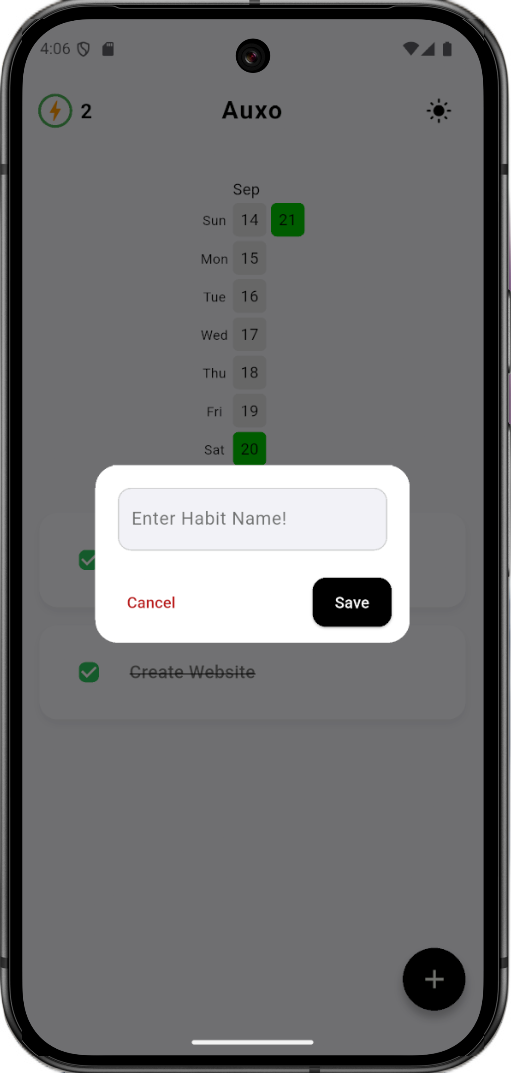 4:06
2 Auxo
Sep
Sun 14 21
Mon 15
Tue 16
Wed 17
Thu 18
Fri 19
Sat 20
Enter Habit Name!
Cancel Save
Create Website
+